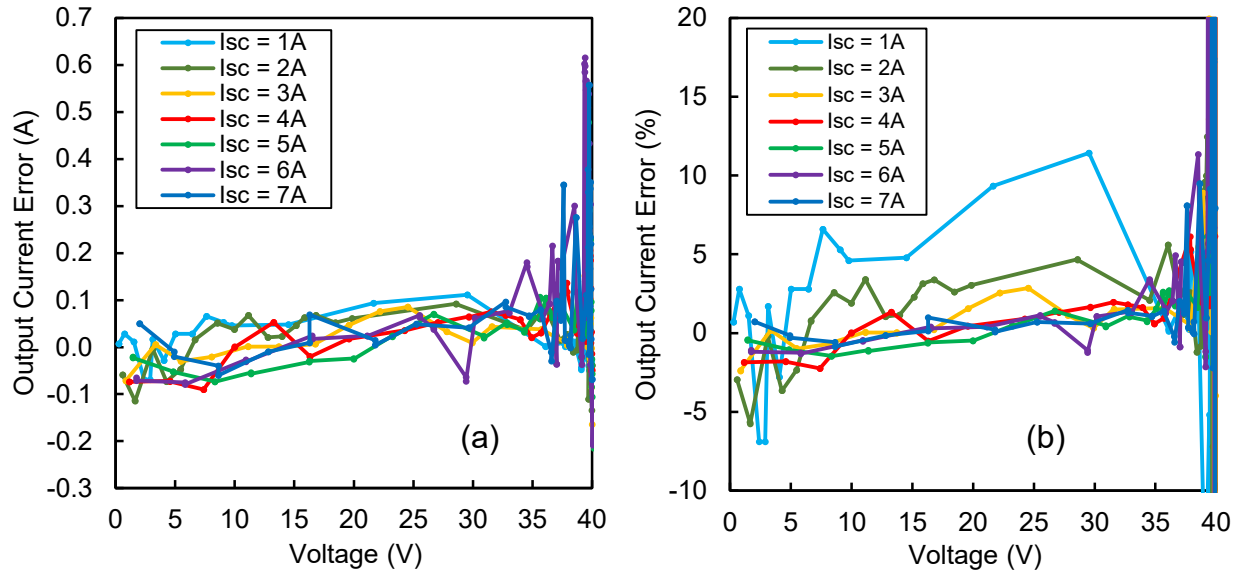 Output Current Error (A)
0.7
0.6
0.5
0.4
0.3
0.2
0.1
0.0
-0.1
-0.2
-0.3
Isc = 1A
Isc = 2A
Isc = 3A
Isc = 4A
Isc = 5A
Isc = 6A
Isc = 7A
(a)
0 5 10 15 20 25 30 35 40
Voltage (V)
Output Current Error (%)
20
15
10
5
0
-5
-10
Isc = 1A
Isc = 2A
Isc = 3A
Isc = 4A
Isc = 5A
Isc = 6A
Isc = 7A
(b)
0 5 10 15 20 25 30 35 40
Voltage (V)